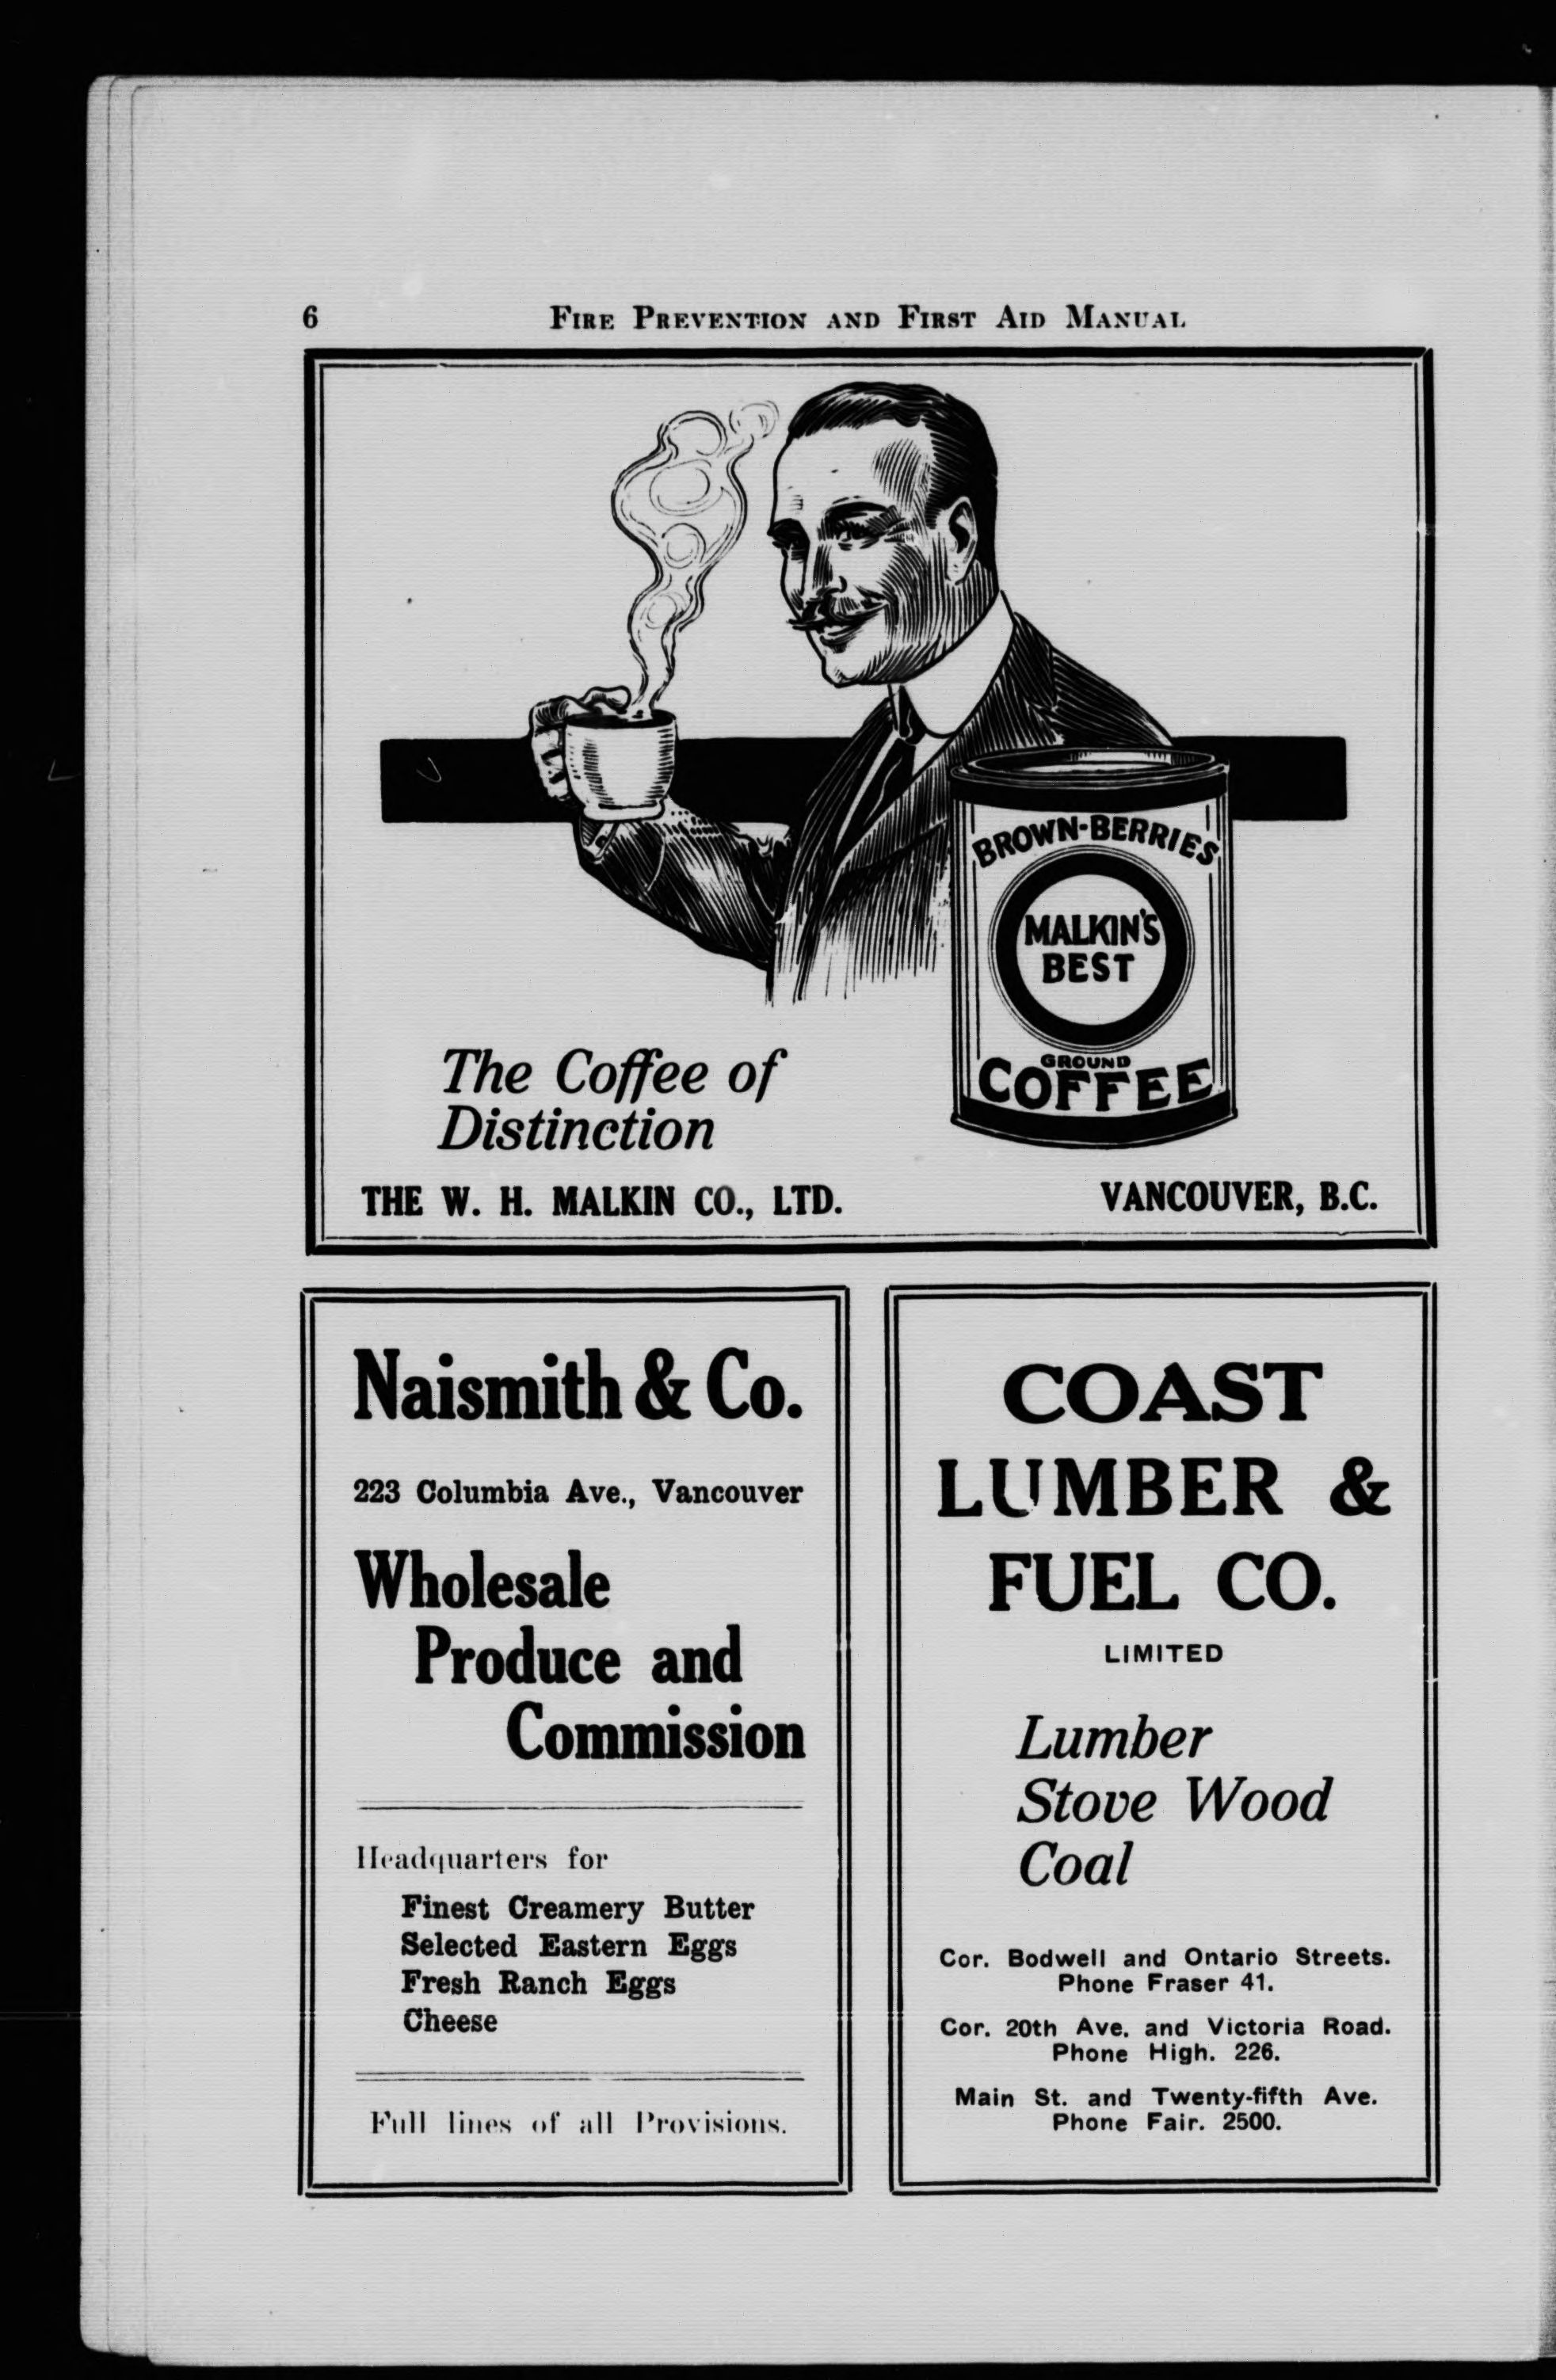 6 Fire Prevention and First Aid Manual
BROWN-BERRIES
MALKIN'S
BEST
GROUND
COFFEE
The Coffee of
Distinction
THE W. H. MALKIN CO., LTD. VANCOUVER, B.C.
Naismith & Co.
223 Columbia Ave., Vancouver
Wholesale
Produce and
Commission
Headquarters for
Finest Creamery Butter
Selected Eastern Eggs
Fresh Ranch Eggs
Cheese
Full lines of all Provisions.
COAST
LUMBER &
FUEL CO.
LIMITED
Lumber
Stove Wood
Coal
Cor. Bodwell and Ontario Streets.
Phone Fraser 41.
Cor. 20th Ave. and Victoria Road.
Phone High. 226.
Main St. and Twenty-fifth Ave.
Phone Fair. 2500.